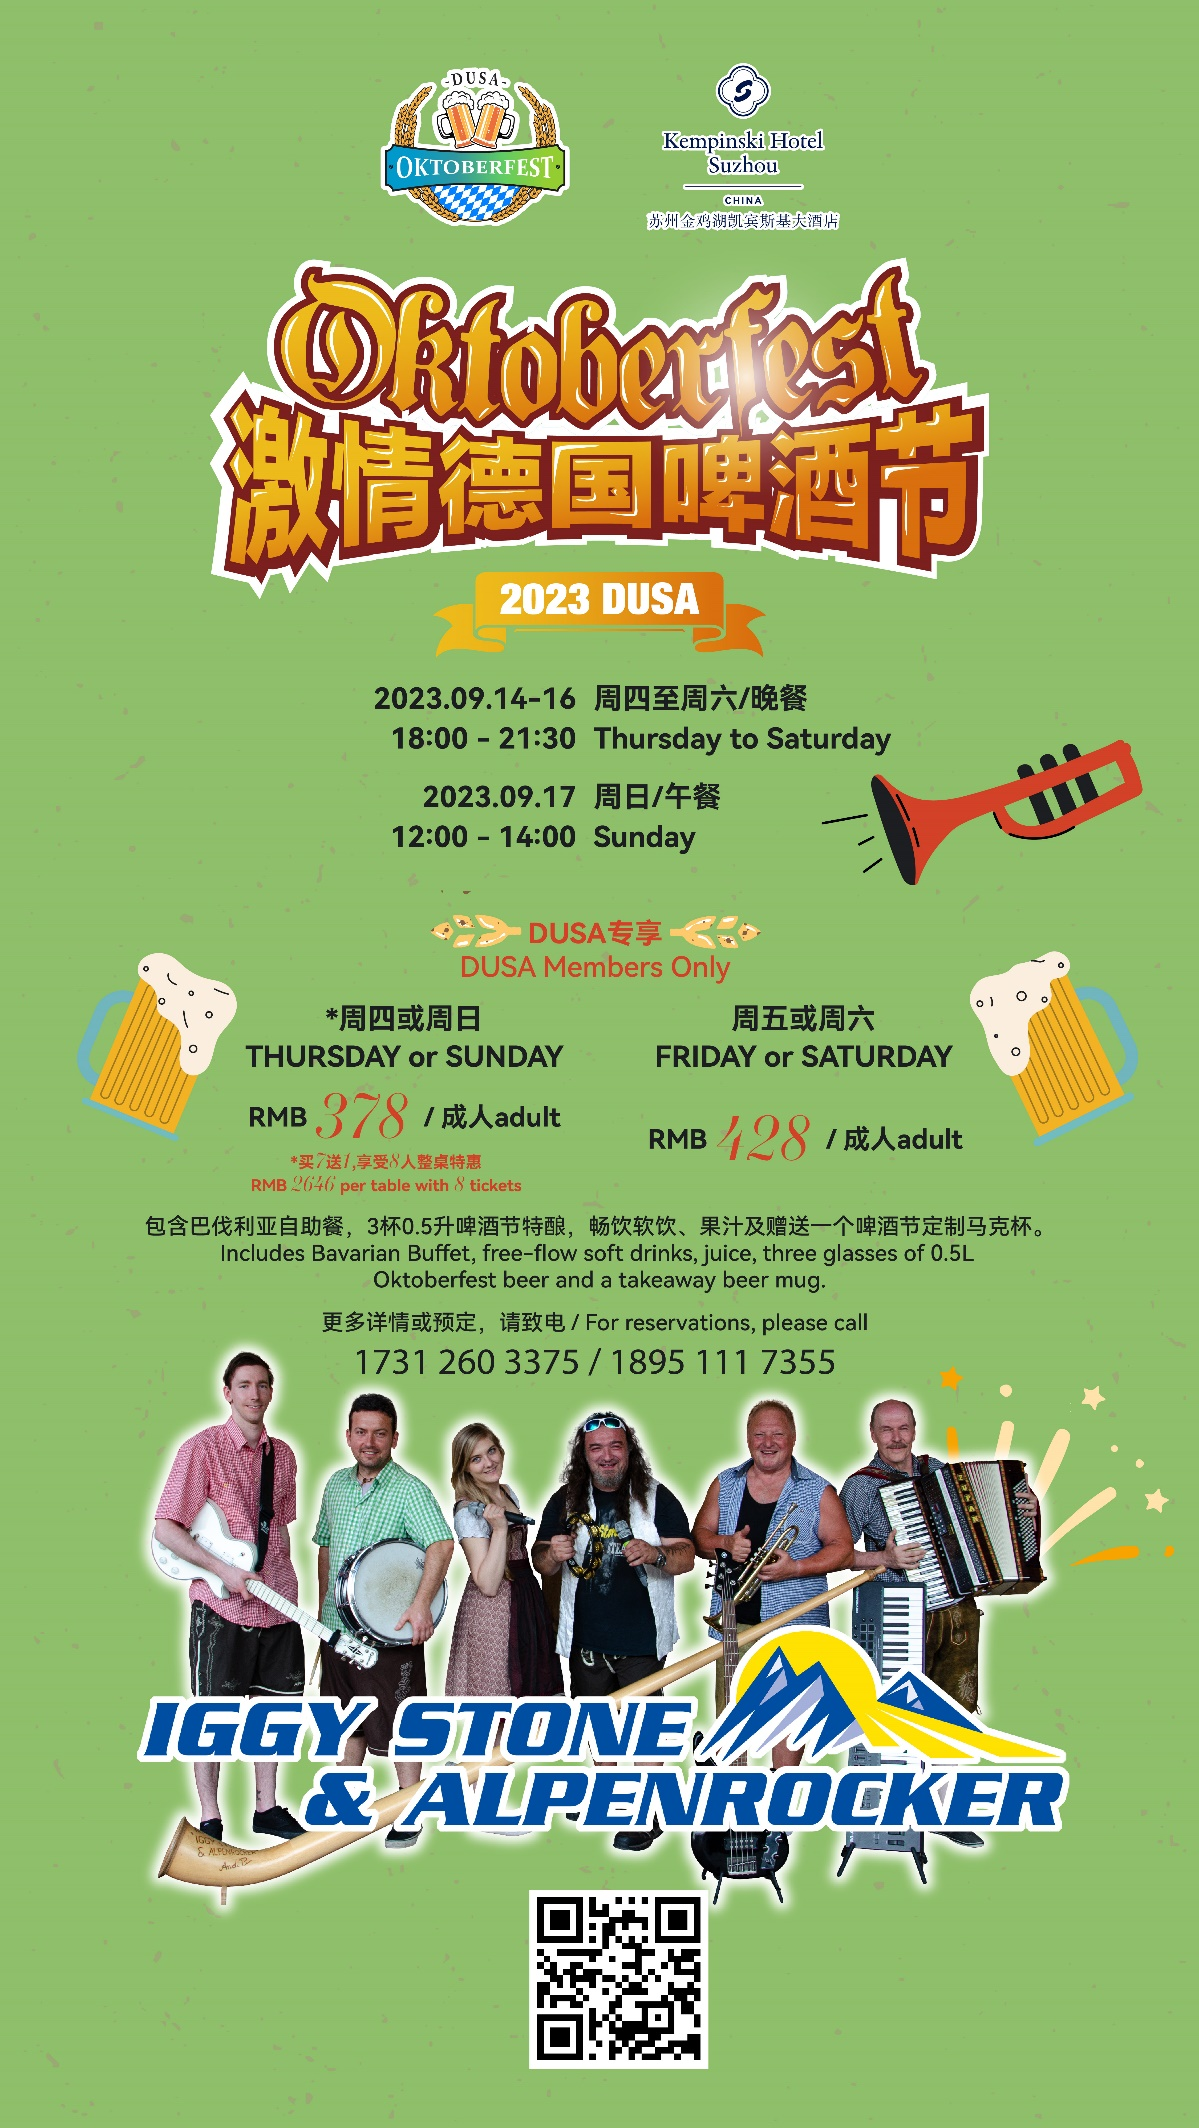 -DUSA-
OKTOBERFEST
Kempinski Hotel
Suzhou
CHINA
苏州金鸡湖凯宾斯基大酒店
Oktoberfest
激情德国啤酒节
2023 DUSA
2023.09.14-16 周四至周六/晚餐
18:00 - 21:30 Thursday to Saturday
2023.09.17 周日/午餐
12:00 - 14:00 Sunday
DUSA专享
DUSA Members Only
*周四或周日
THURSDAY or SUNDAY
RMB 378 / 成人adult
*买7送1,享受8人整桌特惠
RMB 2646 per table with 8 tickets
周五或周六
FRIDAY or SATURDAY
RMB 428 / 成人adult
包含巴伐利亚自助餐，3杯0.5升啤酒节特酿，畅饮软饮、果汁及赠送一个啤酒节定制马克杯。
Includes Bavarian Buffet, free-flow soft drinks, juice, three glasses of 0.5L
Oktoberfest beer and a takeaway beer mug.
更多详情或预定，请致电 / For reservations, please call
1731 260 3375 / 1895 111 7355
IGGY STONE
& ALPENROCKER
IGGY
& ALPENROCKER